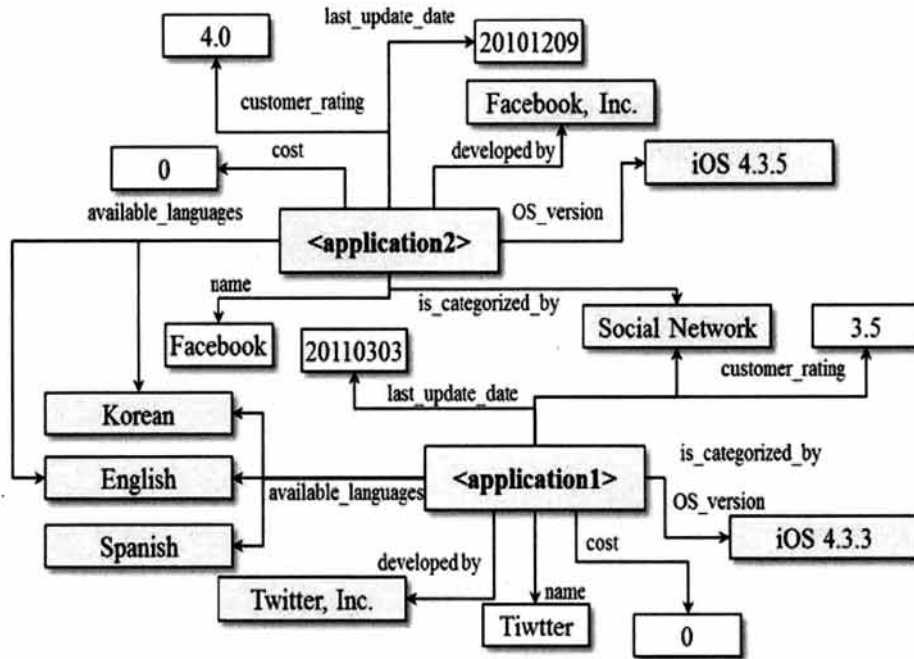 last_update_date
4.0
20101209
customer_rating
Facebook, Inc.
cost
developed by
0
iOS 4.3.5
available_languages
OS_version
<application2>
name
is_categorized_by
Social Network
3.5
Facebook
20110303
customer_rating
last_update_date
Korean
is_categorized_by
English
available_languages
<application1>
OS_version
Spanish
iOS 4.3.3
developed by
cost
Twitter, Inc.
name
Tiwtter
0